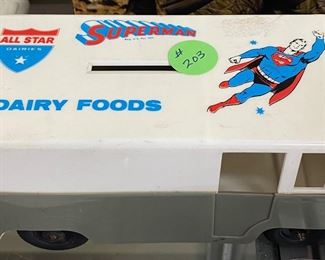 ALL STAR
DAIRIES
SUPERMAN
#
203
DAIRY FOODS